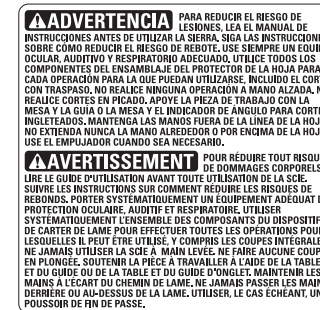 ADVERTENCIA PARA REDUCIR EL RIESGO DE
LESIONES, LEA EL MANUAL DE
INSTRUCCIONES ANTES DE UTILIZAR LA SIERRA. SIGA LAS INSTRUCCION
SOBRE CÓMO REDUCIR EL RIESGO DE REBOTE. USE SIEMPRE UN EQUI
OCULAR, AUDITIVO Y RESPIRATORIO ADECUADO, UTILICE TODOS LOS
COMPONENTES DEL ENSAMBLAJE DEL PROTECTOR DE LA HOJA PARA
CADA OPERACIÓN PARA LA QUE PUEDAN UTILIZARSE, INCLUIDO EL COR
CON TRASPASO. NO REALICE NINGUNA OPERACIÓN A MANO ALZADA. N
REALICE CORTES EN PICADO. APOYE LA PIEZA DE TRABAJO CON LA
MESA Y LA GUÍA O LA MESA Y EL INDICADOR DE ÁNGULO PARA CORT
INGLETEADOS. MANTENGA LAS MANOS FUERA DE LA LÍNEA DE LA HOJ
NO EXTIENDA NUNCA LA MANO ALREDEDOR O POR ENCIMA DE LA HOJ
USE EL EMPUJADOR CUANDO SEA NECESARIO.
AVERTISSEMENT POUR RÉDUIRE TOUT RISQU
DE DOMMAGES CORPORELS
LIRE LE GUIDE D'UTILISATION AVANT TOUTE UTILISATION DE LA SCIE.
SUIVRE LES INSTRUCTIONS SUR COMMENT RÉDUIRE LES RISQUES DE
REBONDS. PORTER SYSTÉMATIQUEMENT UN ÉQUIPEMENT ADÉQUAT D
PROTECTION OCULAIRE, AUDITIF ET RESPIRATOIRE, UTILISER
SYSTÉMATIQUEMENT L'ENSEMBLE DES COMPOSANTS DU DISPOSITIF
DE CARTER DE LAME POUR EFFECTUER TOUTES LES OPÉRATIONS POUR
LESQUELLES IL PEUT ÊTRE UTILISÉ, Y COMPRIS LES COUPES INTÉGRALE
NE JAMAIS UTILISER LA SCIE À MAIN LEVÉE. NE FAIRE AUCUNE COUP
EN PLONGÉE. SOUTENIR LA PIÈCE À TRAVAILLER À L'AIDE DE LA TABLE
ET DU GUIDE OU DE LA TABLE ET DU GUIDE D'ONGLET. MAINTENIR LES
MAINS À L'ÉCART DU CHEMIN DE LAME. NE JAMAIS PASSER LES MAIN
DERRIÈRE OU AU-DESSUS DE LA LAME. UTILISER, LE CAS ÉCHÉANT, UN
POUSSOIR DE FIN DE PASSE.